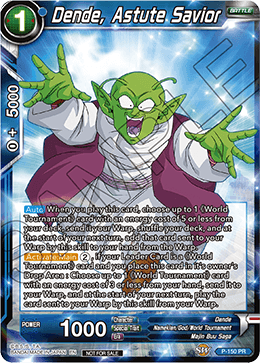 1
Dende, Astute Savior
BATTLE
0 + 5000
Auto When you play this card, choose up to 1 《World
Tournament》 card with an energy cost of 5 or less from
your deck, send it your Warp, shuffle your deck, and at
the start of your next turn, add that card sent to your
Warp by this skill to your hand from the Warp.
Activate Main 2 : If your Leader Card is a 《World
Tournament》 card and you place this card in its owner's
Drop Area : Choose up to 1 《World Tournament》 card
with an energy cost of 8 or less from your hand, send it to
your Warp, and at the start of your next turn, play the
card sent to your Warp by this skill from your Warp.
NOT FOR SALE
POWER
1000
Character
Dende
Special Trait
Namekian/God/World Tournament
Era
Majin Buu Saga
P-150 PR